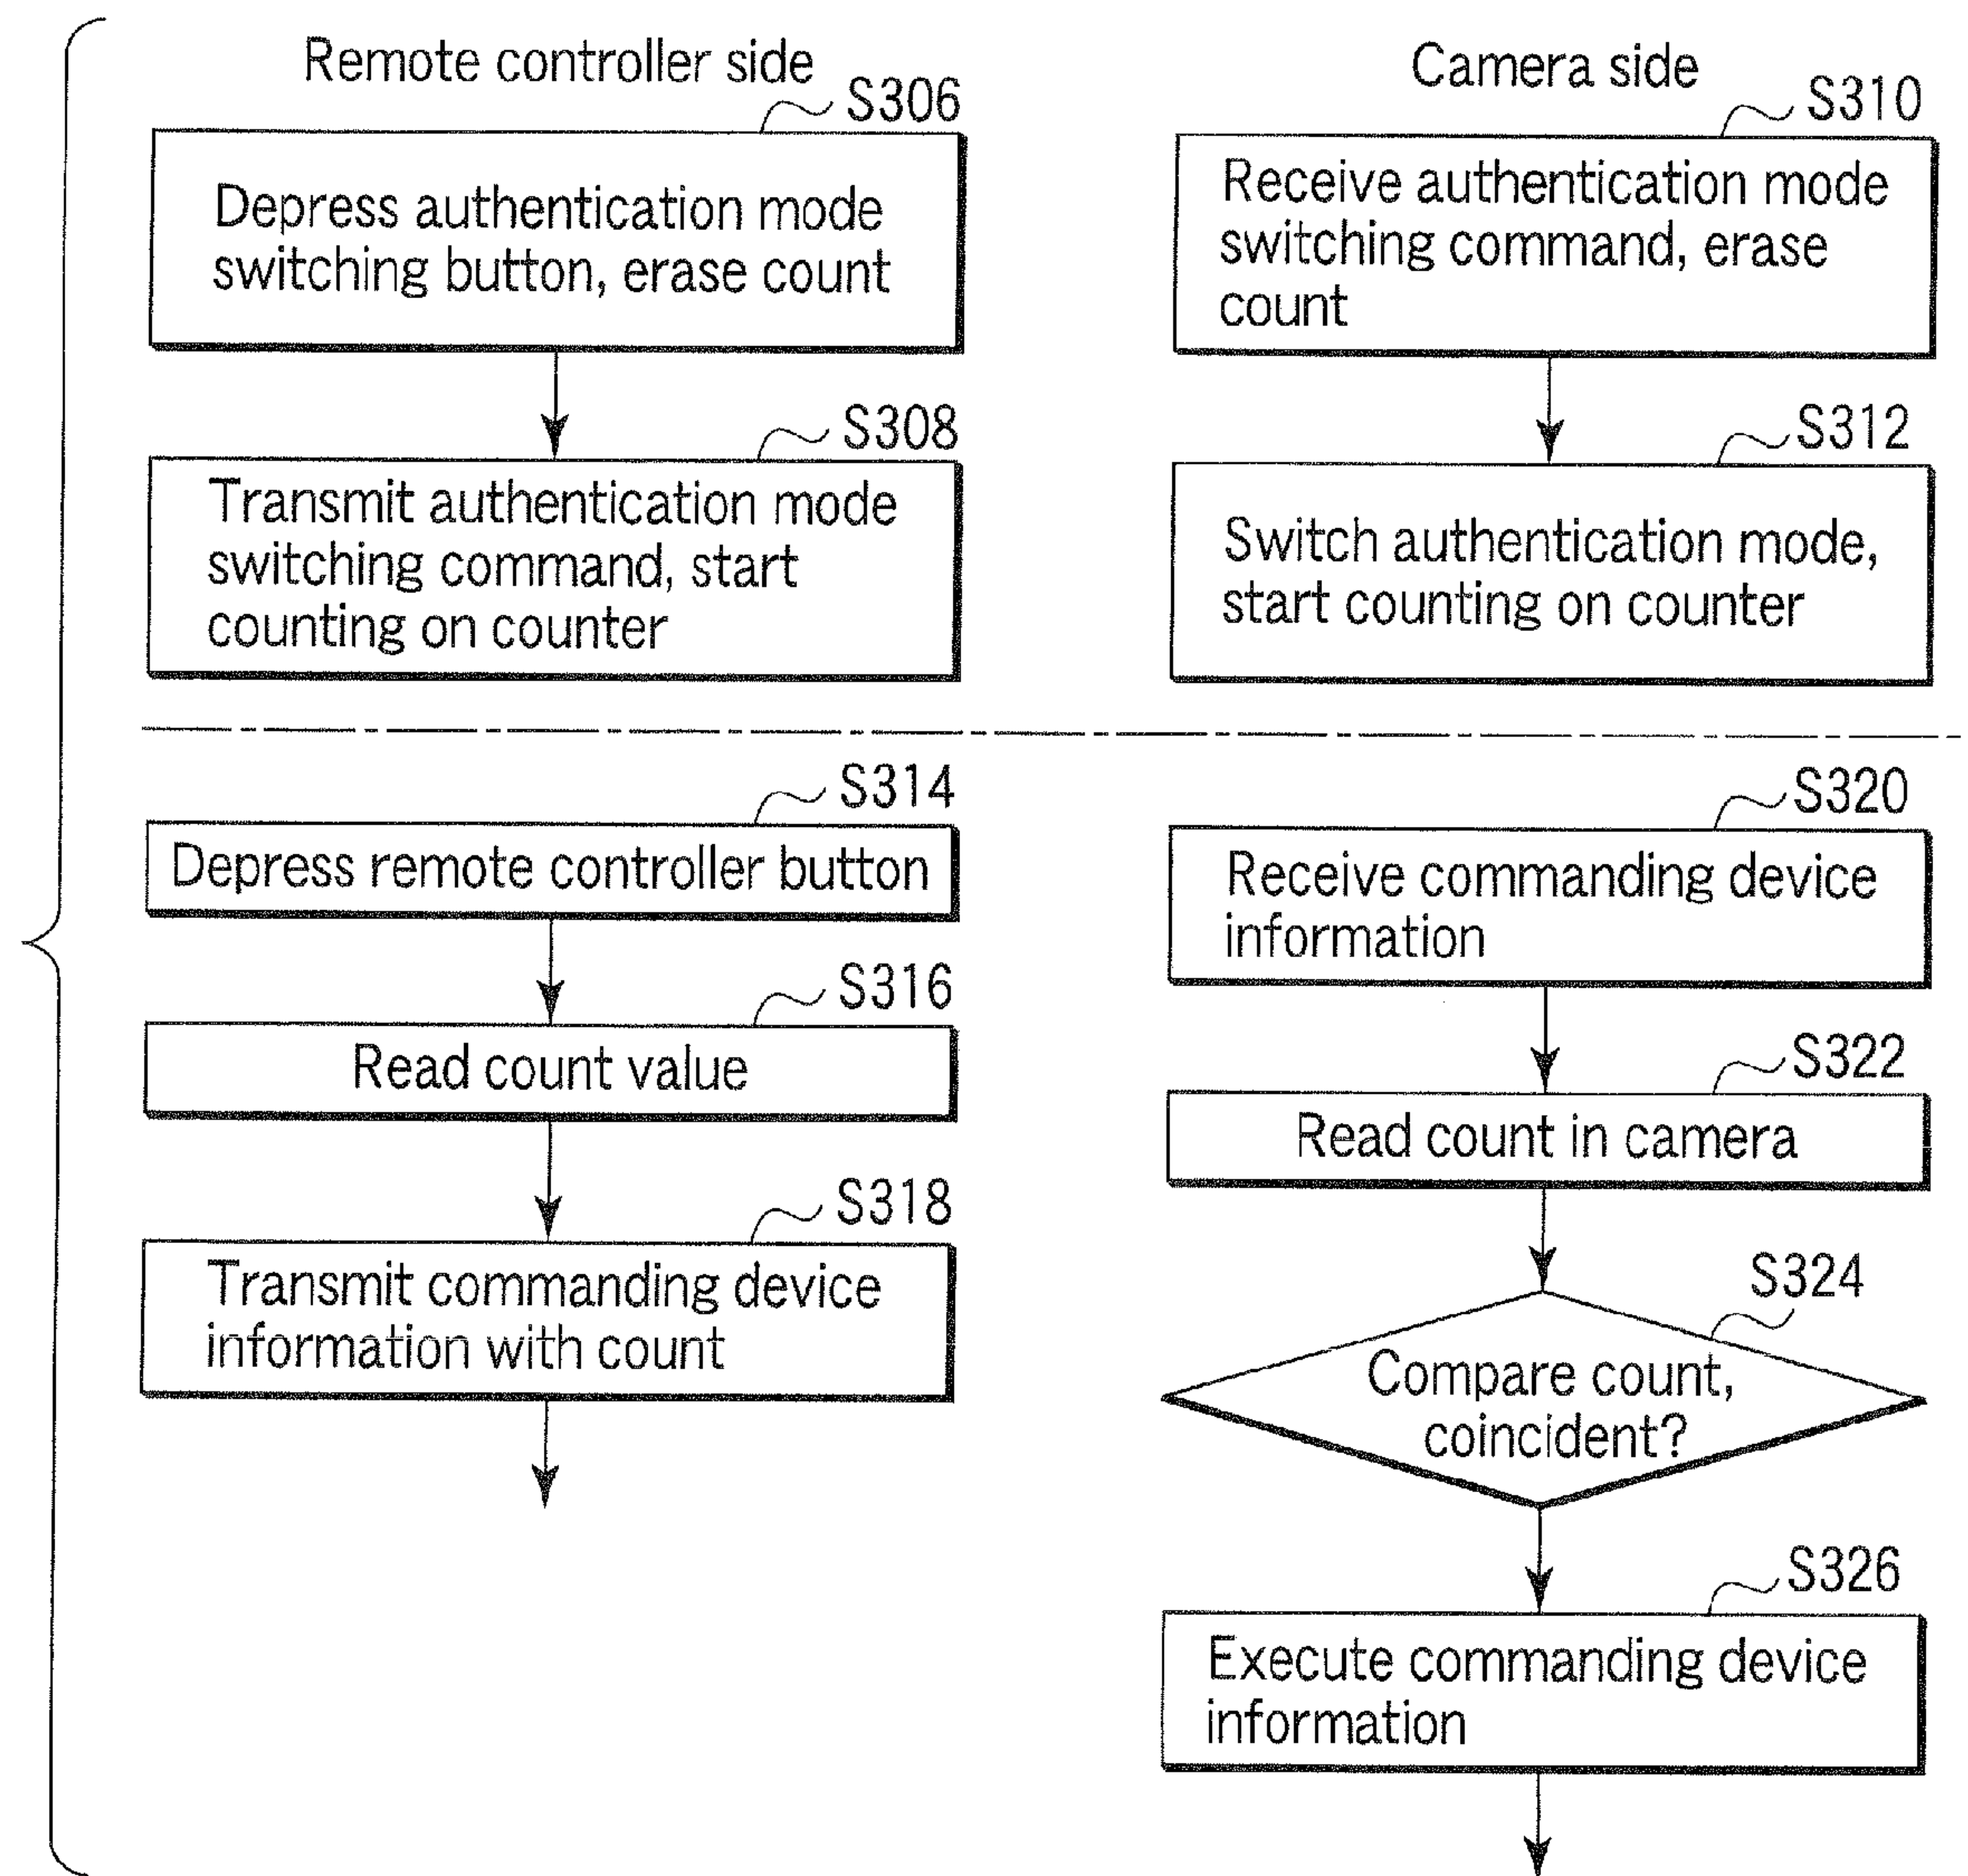 Remote controller side
S306
Depress authentication mode
switching button, erase count
S308
Transmit authentication mode
switching command, start
counting on counter
Camera side
S310
Receive authentication mode
switching command, erase
count
S312
Switch authentication mode,
start counting on counter
S314
Depress remote controller button
S316
Read count value
S318
Transmit commanding device
information with count
S320
Receive commanding device
information
S322
Read count in camera
S324
Compare count,
coincident?
S326
Execute commanding device
information